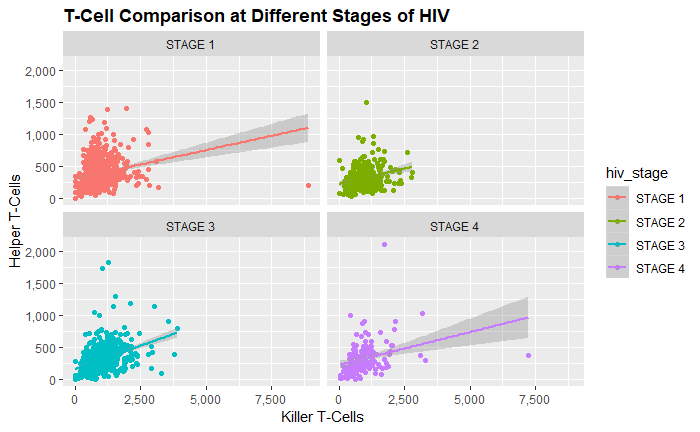 T-Cell Comparison at Different Stages of HIV
STAGE 1
STAGE 2
2,000
1,500
1,000
500
0
STAGE 3
STAGE 4
2,000
1,500
1,000
500
0
0
2,500
5,000
7,500
0
2,500
5,000
7,500
Helper T-Cells
Killer T-Cells
hiv_stage
STAGE 1
STAGE 2
STAGE 3
STAGE 4